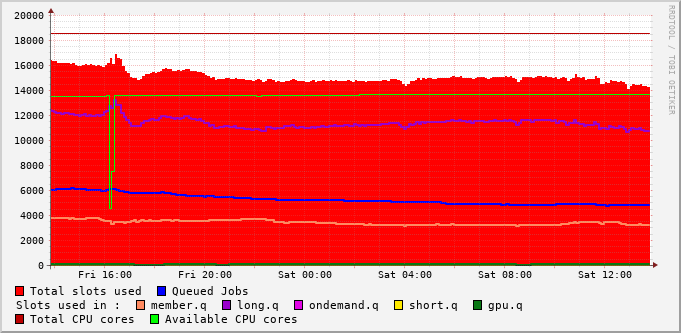 20000
18000
16000
14000
12000
10000
8000
6000
4000
2000
0
Fri 16:00 Fri 20:00 Sat 00:00 Sat 04:00 Sat 08:00 Sat 12:00
RRDTOOL / TOBI OETIKER
Total slots used Queued Jobs
Slots used in : member.q long.q ondemand.q short.q gpu.q
Total CPU cores Available CPU cores